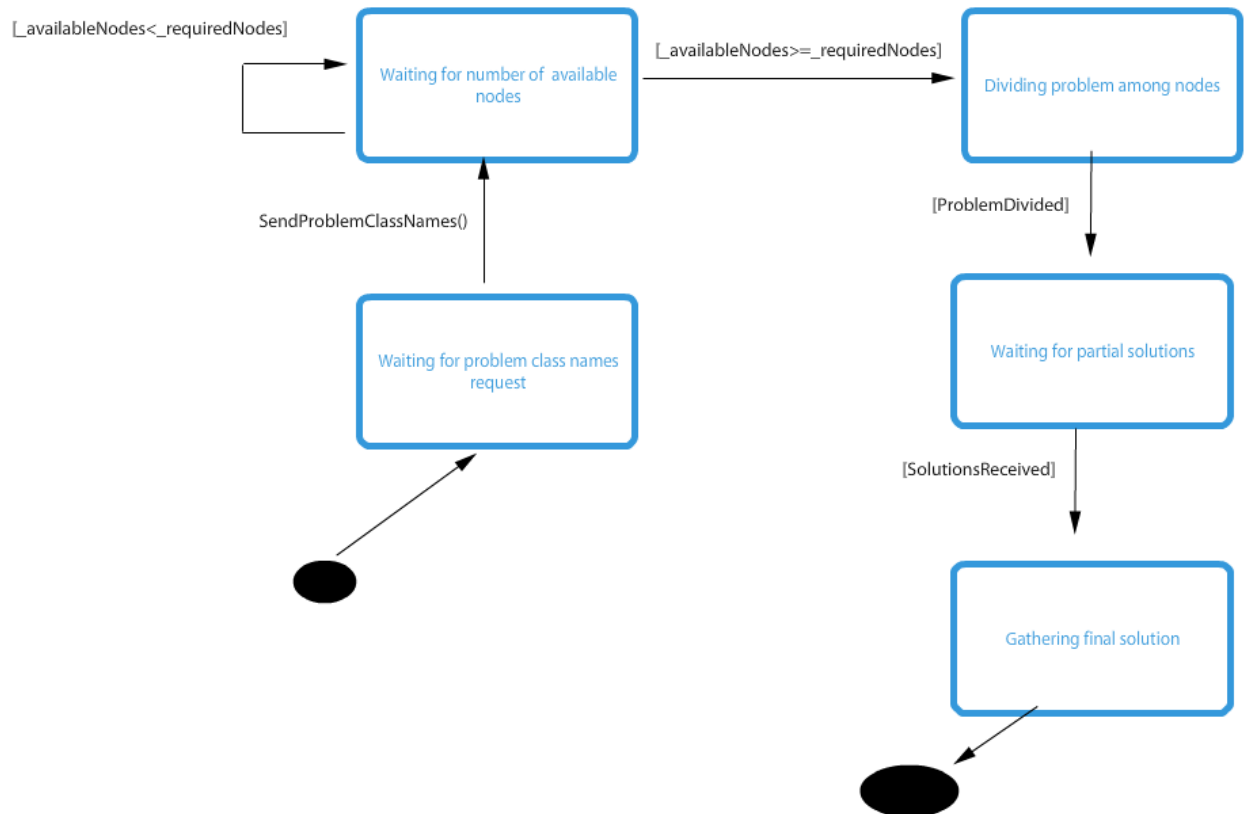 [_availableNodes<_requiredNodes]
Waiting for number of available
nodes
[_availableNodes>=_requiredNodes]
Dividing problem among nodes
SendProblemClassNames()
[ProblemDivided]
Waiting for problem class names
request
Waiting for partial solutions
[SolutionsReceived]
Gathering final solution